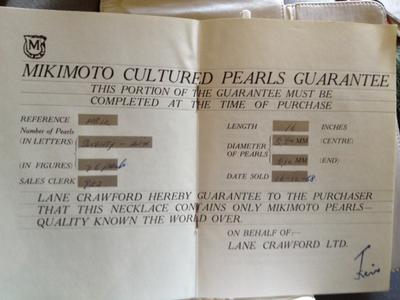 M
MIKIMOTO CULTURED PEARLS GUARANTEE
THIS PORTION OF THE GUARANTEE MUST BE
COMPLETED AT THE TIME OF PURCHASE
REFERENCE
Number of Pearls
(IN LETTERS)
(IN FIGURES)
SALES CLERK
LENGTH 16 INCHES
DIAMETER OF PEARLS
MM (CENTRE)
MM (END)
DATE SOLD
LANE CRAWFORD HEREBY GUARANTEE TO THE PURCHASER
THAT THIS NECKLACE CONTAINS ONLY MIKIMOTO PEARLS—
QUALITY KNOWN THE WORLD OVER.
ON BEHALF OF:—
LANE CRAWFORD LTD.